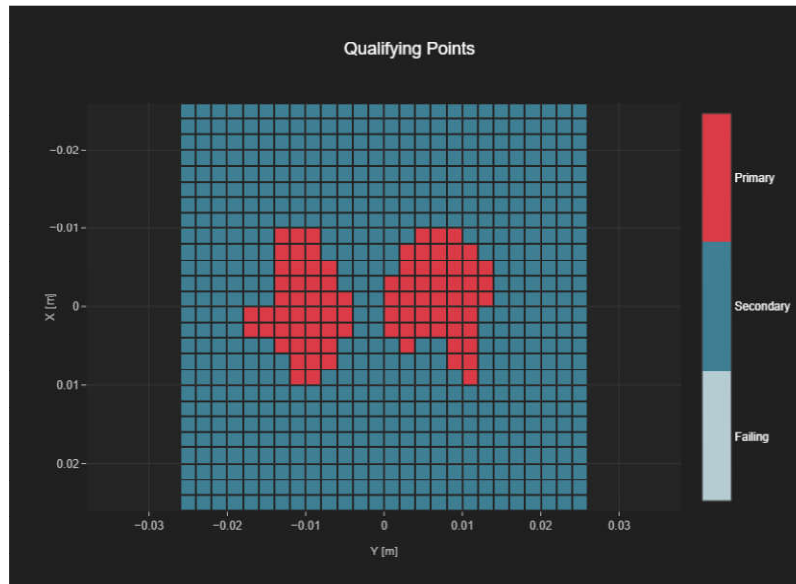 Qualifying Points
−0.02
−0.01
0
0.01
0.02
X [m]
−0.03
−0.02
−0.01
0
0.01
0.02
0.03
Y [m]
Primary
Secondary
Failing